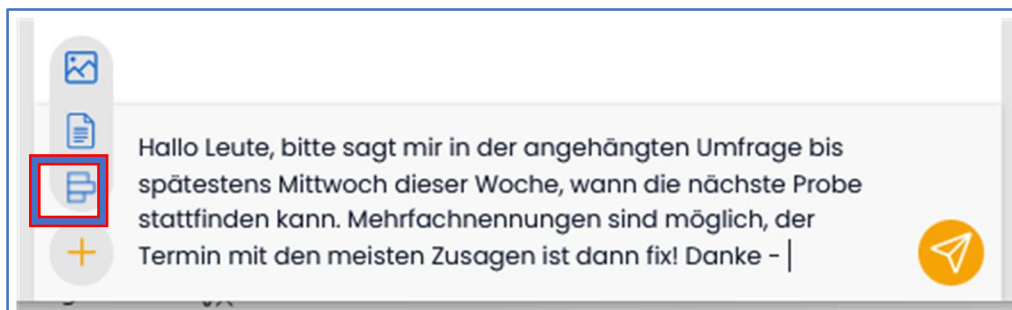 Hallo Leute, bitte sagt mir in der angehängten Umfrage bis
spätestens Mittwoch dieser Woche, wann die nächste Probe
stattfinden kann. Mehrfachnennungen sind möglich, der
Termin mit den meisten Zusagen ist dann fix! Danke -